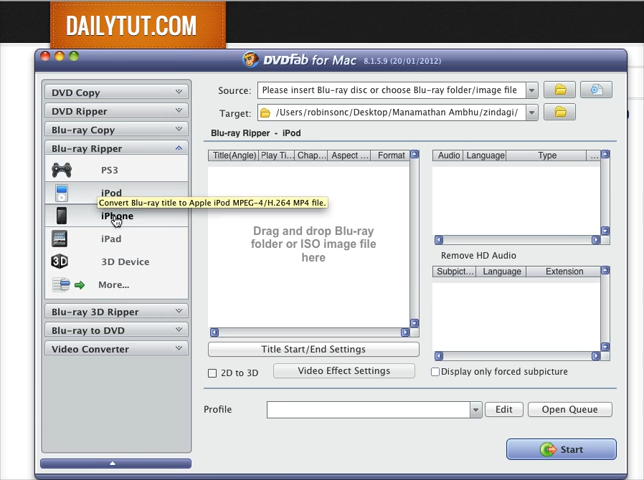 DAILYTUT.COM
DVDFab for Mac 8.1.5.9 (20/01/2012)
DVD Copy
DVD Ripper
Blu-ray Copy
Blu-ray Ripper
PS3
iPod
Convert Blu-ray title to Apple iPod MPEG-4/H.264 MP4 file.
iPhone
iPad
3D
3D Device
More...
Blu-ray 3D Ripper
Blu-ray to DVD
Video Converter
Source: Please insert Blu-ray disc or choose Blu-ray folder/image file
Target: /Users/robinsonc/Desktop/Manamathan Ambhu/zindagi/
Blu-ray Ripper - iPod
Title(Angle) Play Ti... Chap... Aspect ... Format
Drag and drop Blu-ray
folder or ISO image file
here
Audio Language Type ...
Remove HD Audio
Subpict... Language Extension
Title Start/End Settings
2D to 3D
Video Effect Settings
Display only forced subpicture
Profile
Edit
Open Queue
Start